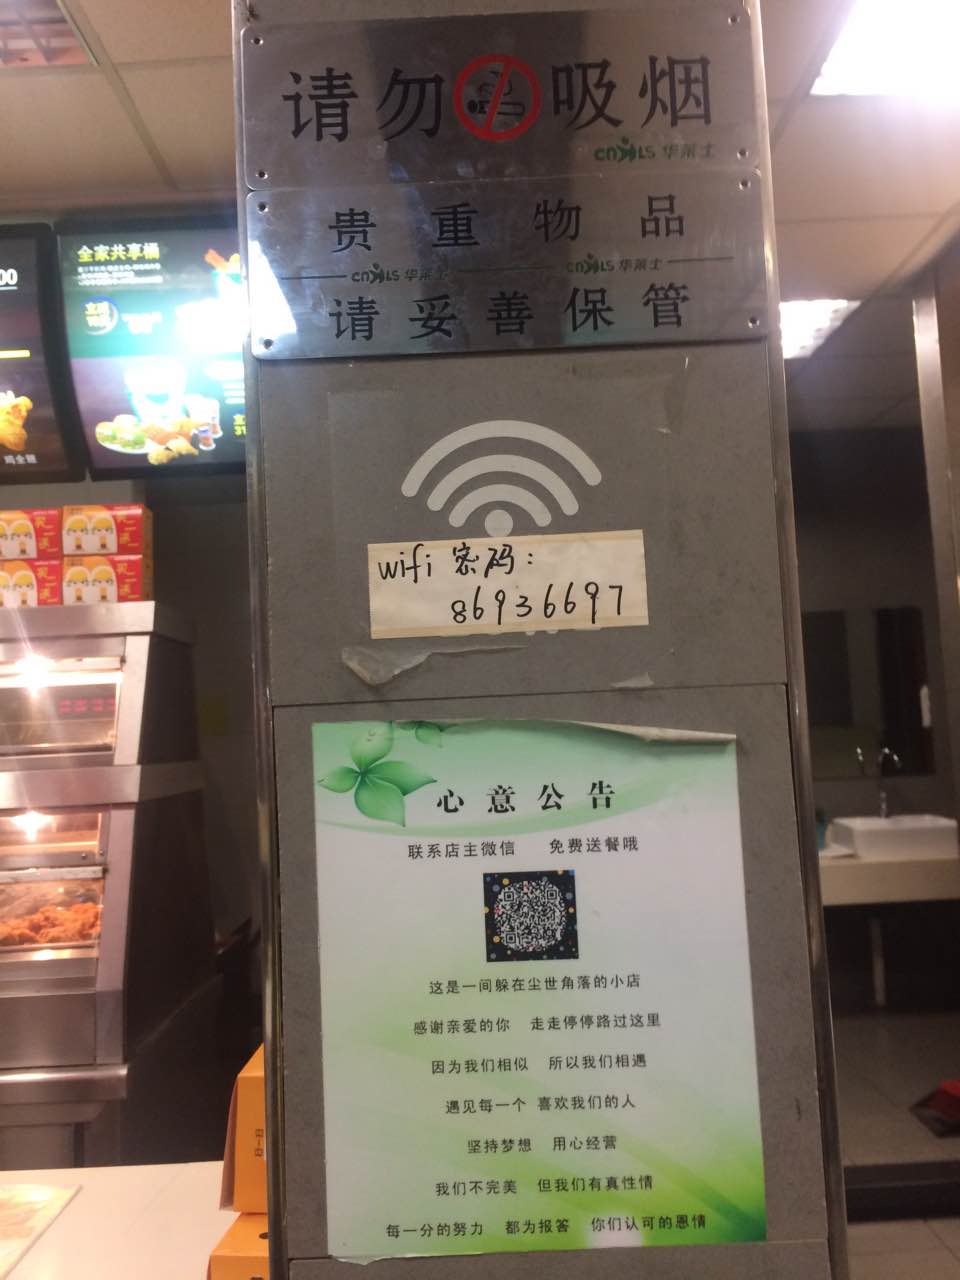 请勿吸烟
CNHLS 华莱士
贵重物品
CNHLS 华莱士 CNHLS 华莱士
请妥善保管
全家共享桶
鸡全翅
wifi 密码:
86936697
心意公告
联系店主微信 免费送餐哦
这是一间躲在尘世角落的小店
感谢亲爱的你 走走停停路过这里
因为我们相似 所以我们相遇
遇见每一个 喜欢我们的人
坚持梦想 用心经营
我们不完美 但我们有真性情
每一分的努力 都为报答 你们认可的恩情